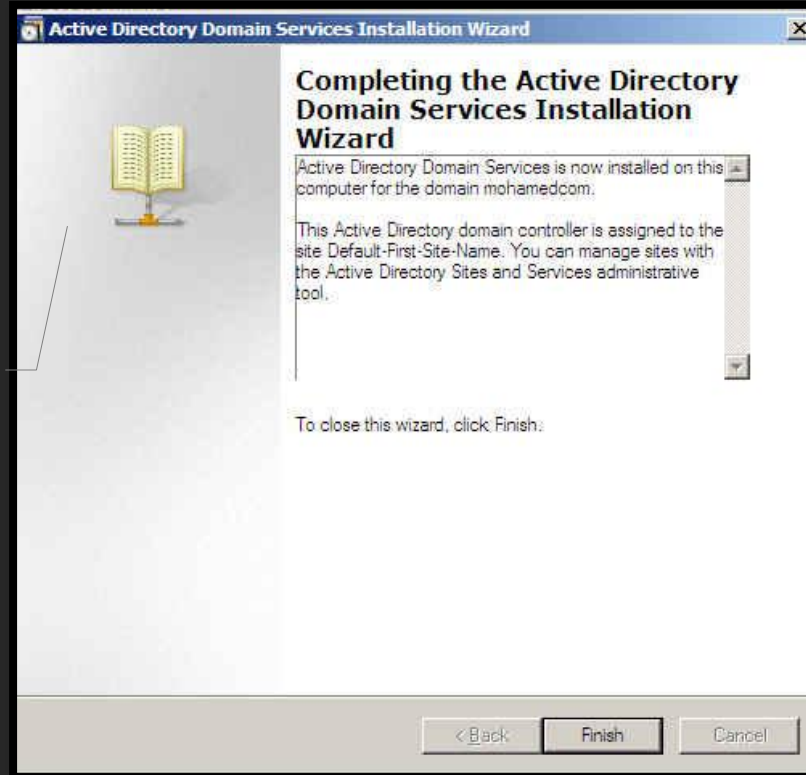 Active Directory Domain Services Installation Wizard
Completing the Active Directory
Domain Services Installation
Wizard
Active Directory Domain Services is now installed on this
computer for the domain mohamedcom.
This Active Directory domain controller is assigned to the
site Default-First-Site-Name. You can manage sites with
the Active Directory Sites and Services administrative
tool.
To close this wizard, click Finish.
< Back Finish Cancel